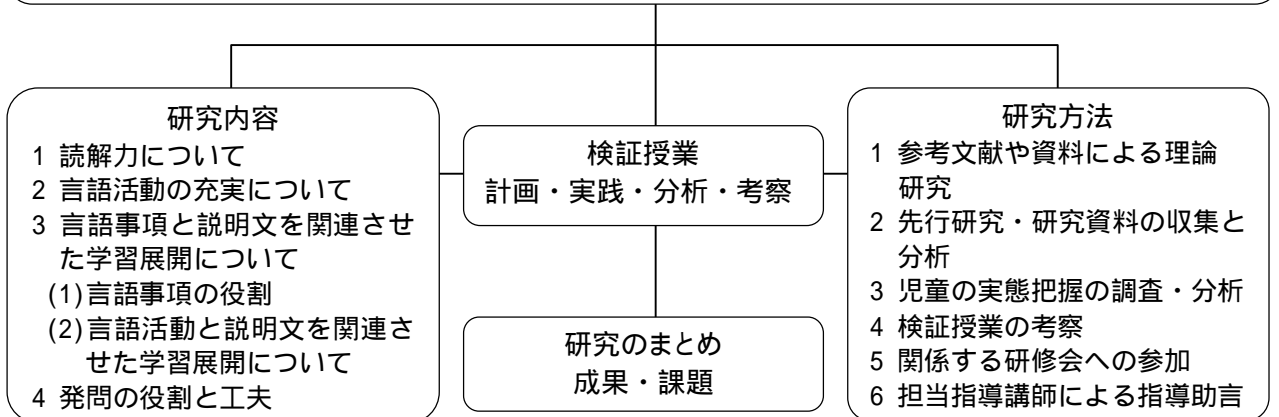 研究内容
1 読解力について
2 言語活動の充実について
3 言語事項と説明文を関連させ
た学習展開について
(1)言語事項の役割
(2)言語活動と説明文を関連さ
せた学習展開について
4 発問の役割と工夫
検証授業
計画・実践・分析・考察
研究のまとめ
成果・課題
研究方法
1 参考文献や資料による理論
研究
2 先行研究・研究資料の収集と
分析
3 児童の実態把握の調査・分析
4 検証授業の考察
5 関係する研修会への参加
6 担当指導講師による指導助言